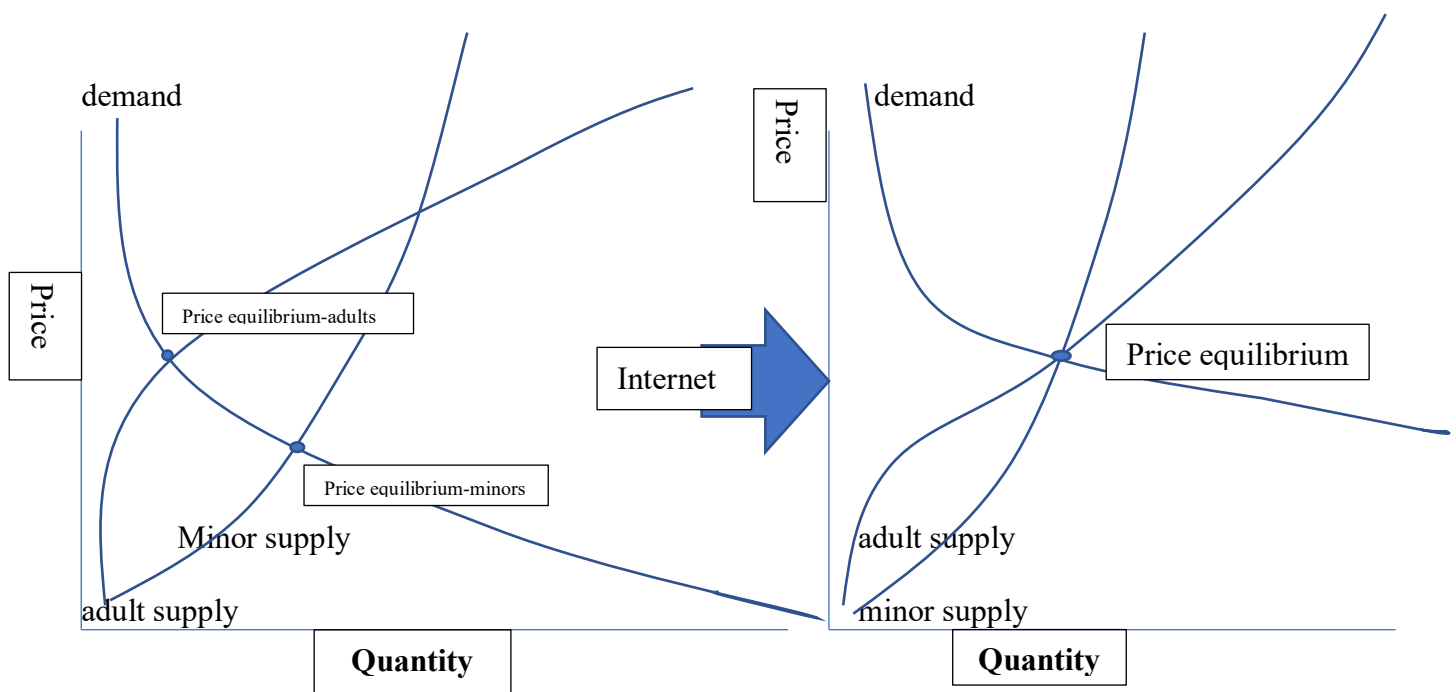 demand
Price
Price equilibrium-adults
Price equilibrium-minors
Minor supply
adult supply
Quantity
Internet
Price
demand
Price equilibrium
adult supply
minor supply
Quantity